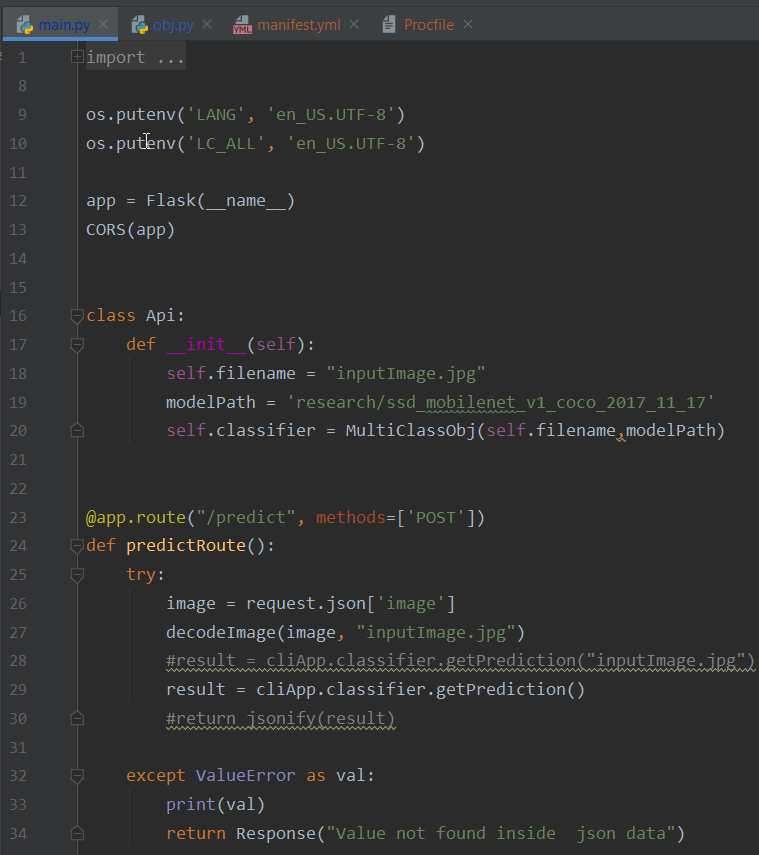 main.py obj.py manifest.yml Procfile
1 import ...
8
9 os.putenv('LANG', 'en_US.UTF-8')
10 os.putenv('LC_ALL', 'en_US.UTF-8')
11
12 app = Flask(__name__)
13 CORS(app)
14
15
16 class Api:
17     def __init__(self):
18         self.filename = "inputImage.jpg"
19         modelPath = 'research/ssd_mobilenet_v1_coco_2017_11_17'
20         self.classifier = MultiClassObj(self.filename,modelPath)
21
22
23 @app.route("/predict", methods=['POST'])
24 def predictRoute():
25     try:
26         image = request.json['image']
27         decodeImage(image, "inputImage.jpg")
28         #result = cliApp.classifier.getPrediction("inputImage.jpg")
29         result = cliApp.classifier.getPrediction()
30         #return jsonify(result)
31
32     except ValueError as val:
33         print(val)
34         return Response("Value not found inside  json data")